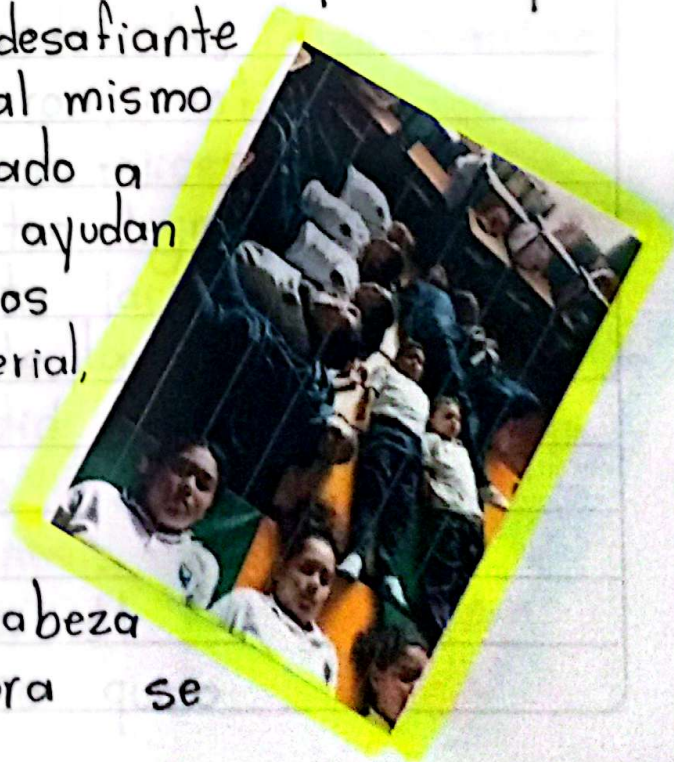 desafiante
al mismo
ado a
ayudan
os
erial,
abeza
ra se